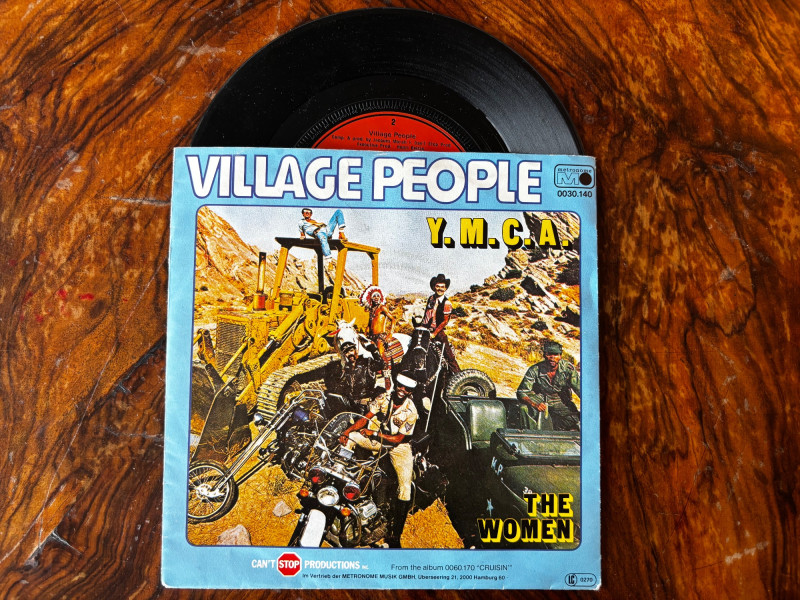 2
Village People
VILLAGE PEOPLE
metronome
M
0030.140
Y.M.C.A.
THE
WOMEN
CAN'T STOP PRODUCTIONS INC.
From the album 0060.170 "CRUISIN'"
Im Vertrieb der METRONOME MUSIK GMBH, Überseering 21, 2000 Hamburg 60
LC 0270